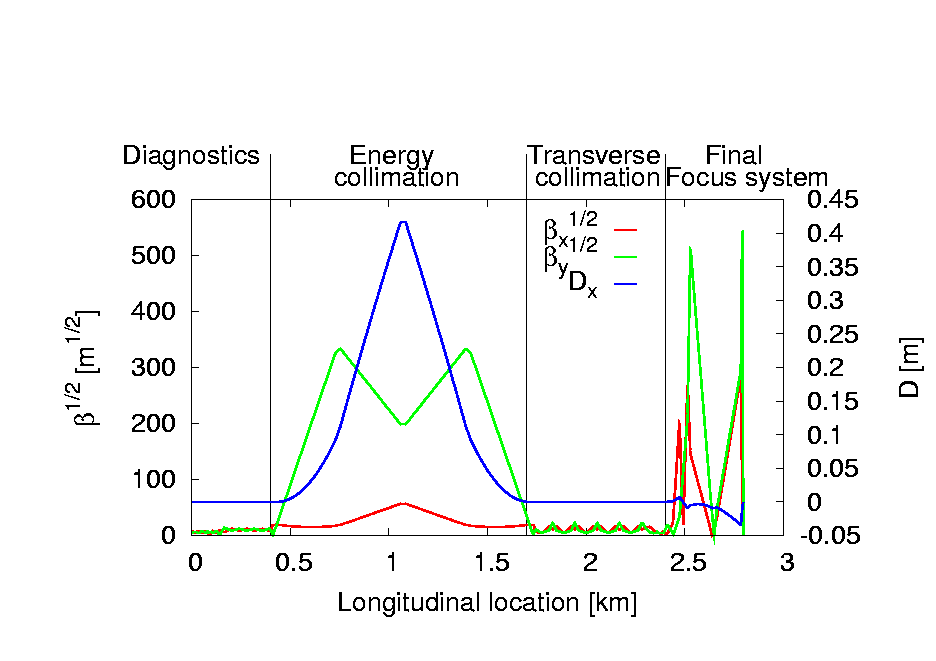 Diagnostics Energy Transverse Final
collimation collimation Focus system
600 0.45
500 0.4
400 0.35
300 0.3
200 0.25
100 0.2
0 0.15
0.1
0.05
0
-0.05
βx^1/2
βy^1/2
Dx
β^1/2 [m^1/2]
D [m]
0 0.5 1 1.5 2 2.5 3
Longitudinal location [km]